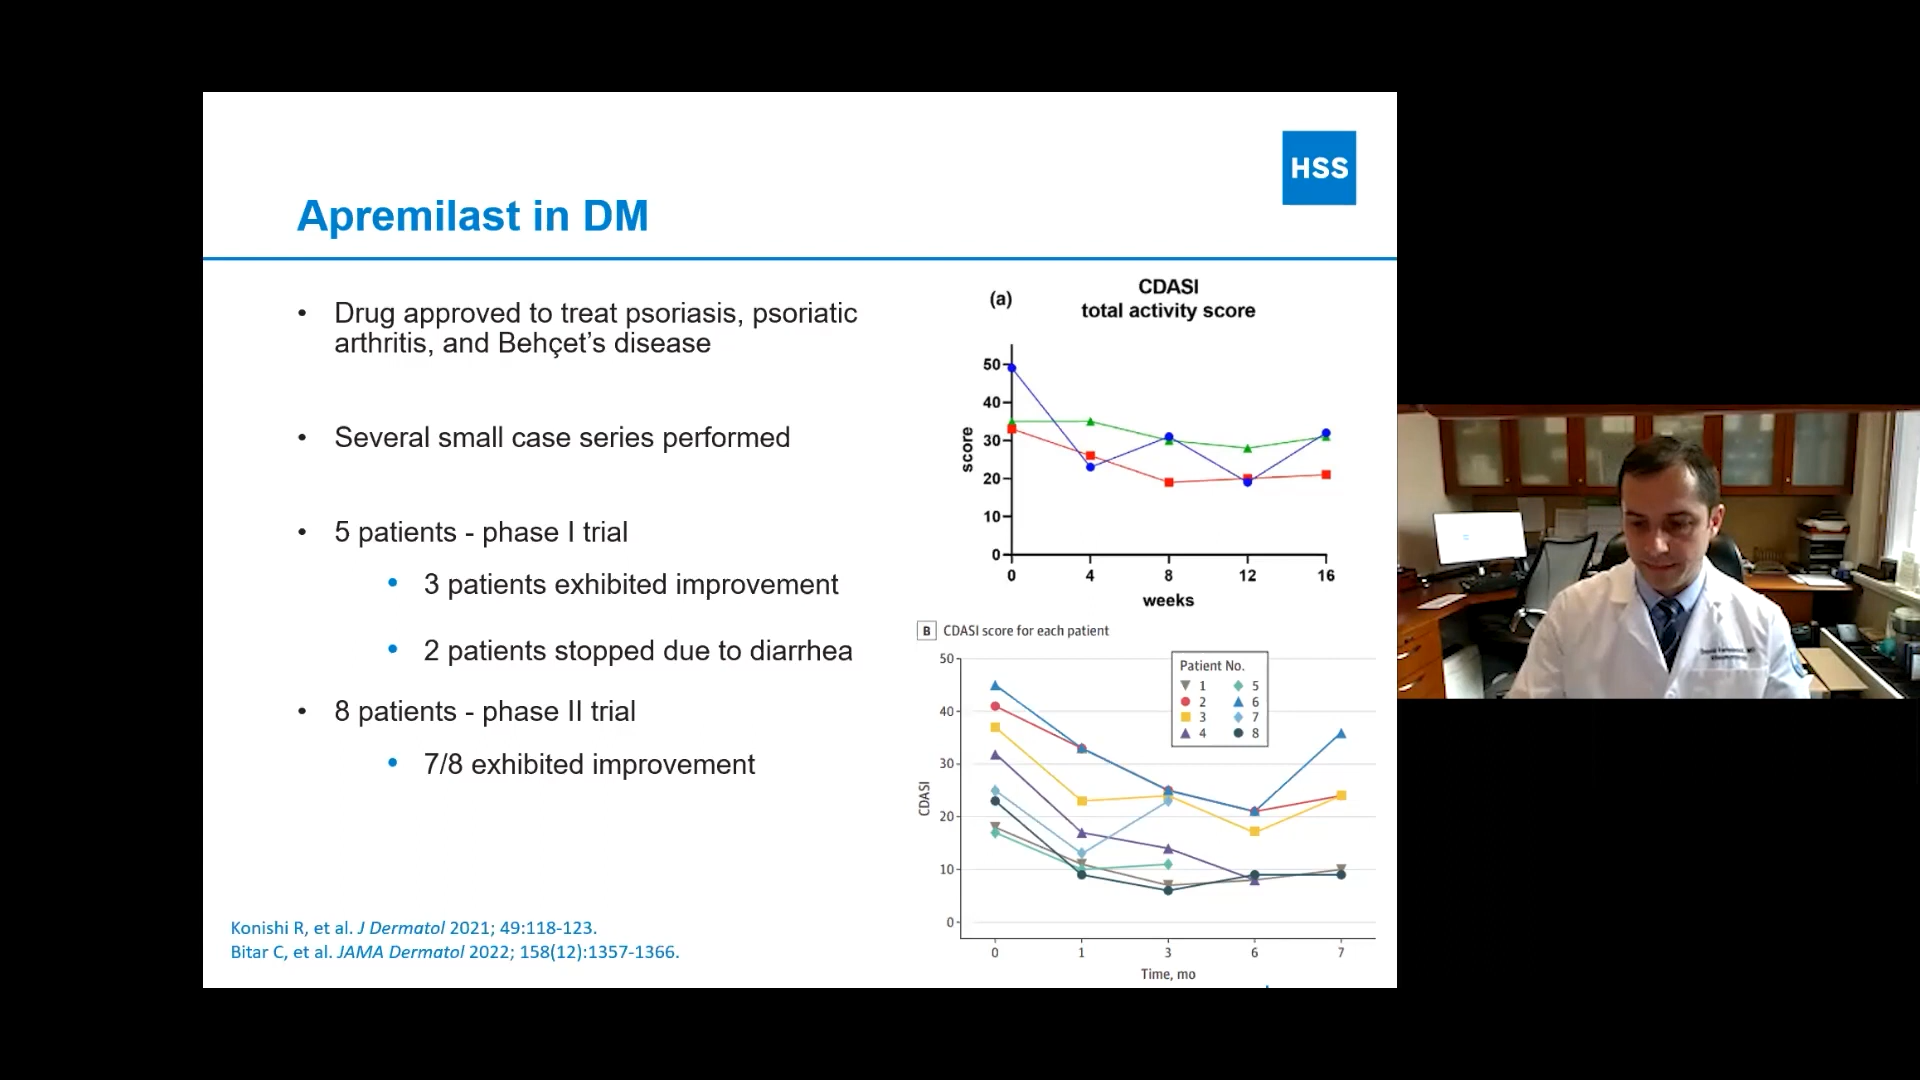 HSS
Apremilast in DM
• Drug approved to treat psoriasis, psoriatic
arthritis, and Behçet’s disease
• Several small case series performed
• 5 patients - phase I trial
• 3 patients exhibited improvement
• 2 patients stopped due to diarrhea
• 8 patients - phase II trial
• 7/8 exhibited improvement
Konishi R, et al. J Dermatol 2021; 49:118-123.
Bitar C, et al. JAMA Dermatol 2022; 158(12):1357-1366.
(a)
CDASI
total activity score
score
50
40
30
20
10
0
0 4 8 12 16
weeks
B CDASI score for each patient
Patient No.
1 5
2 6
3 7
4 8
CDASI
50
40
30
20
10
0
0 1 3 6 7
Time, mo